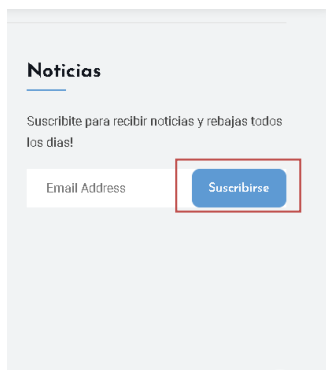 Noticias
Suscribite para recibir noticias y rebajas todos
los dias!
Email Address
Suscribirse